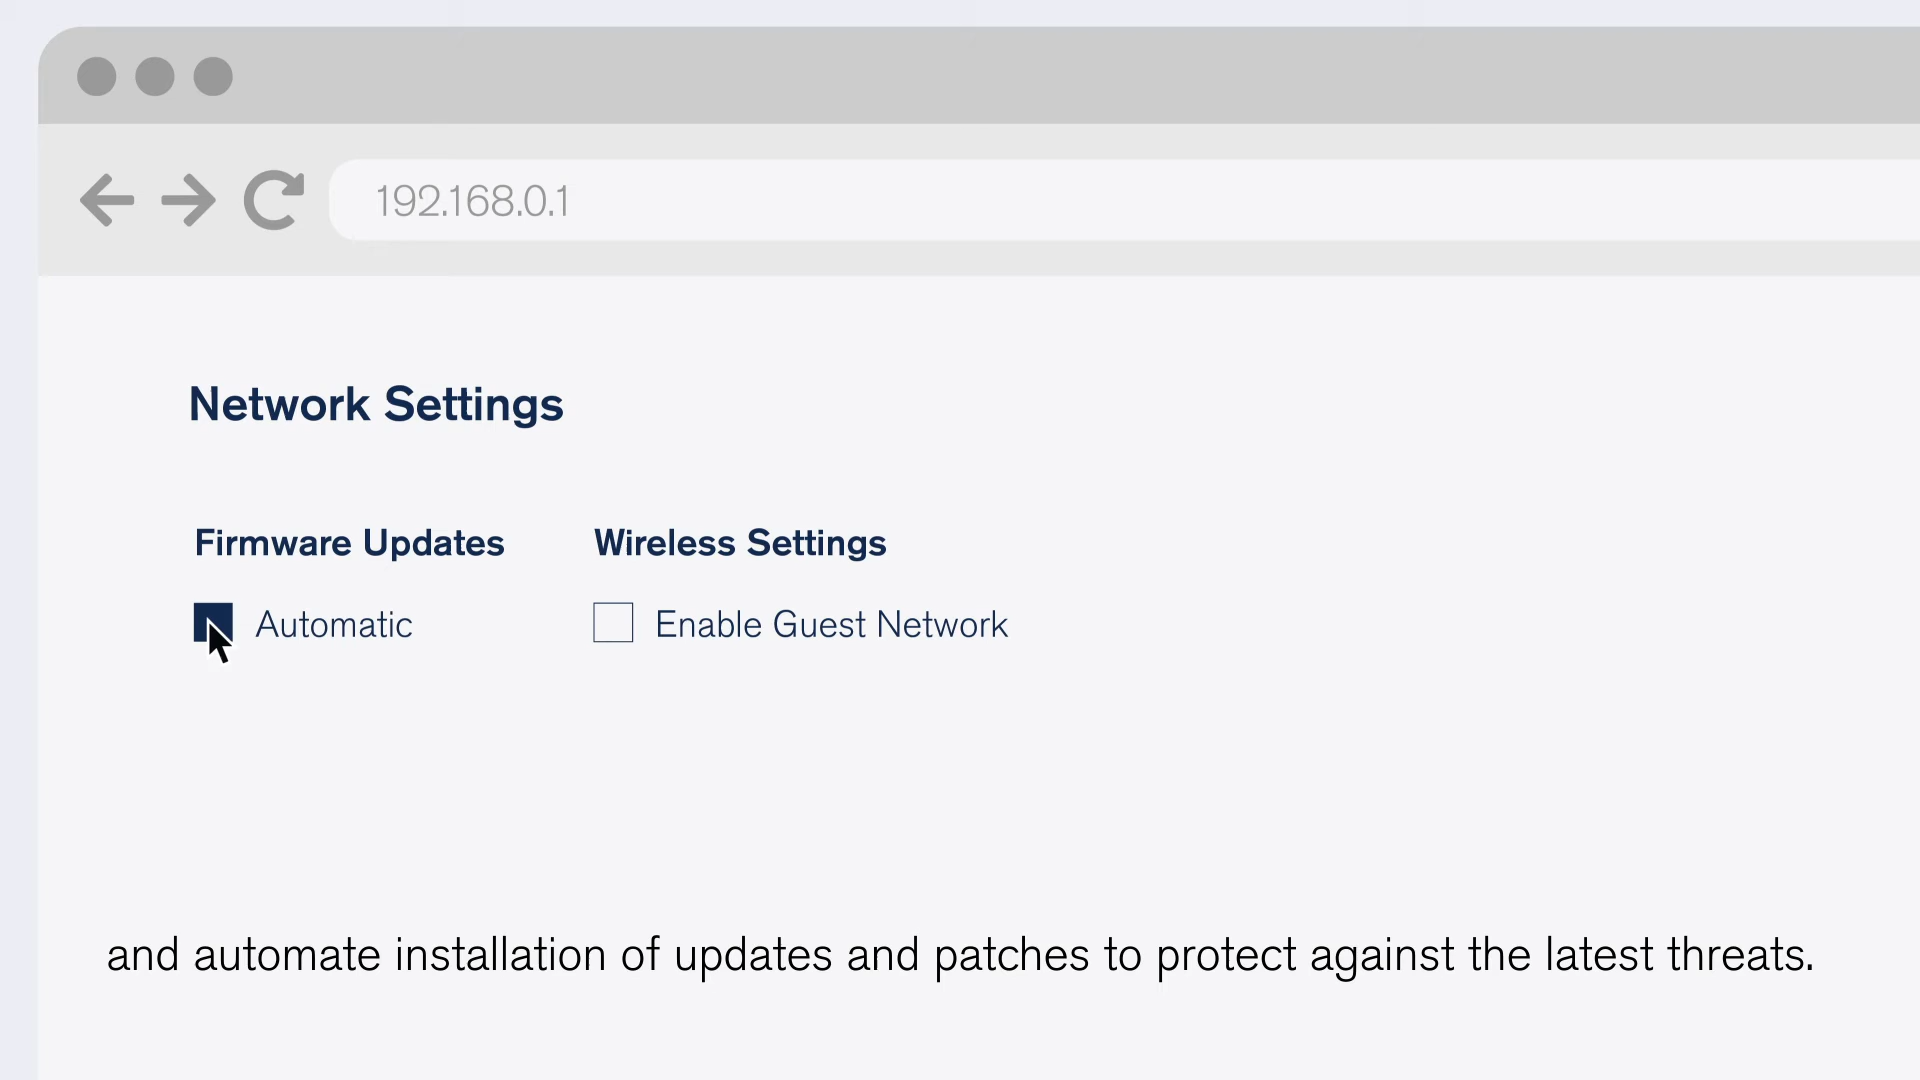 192.168.0.1
Network Settings
Firmware Updates
Wireless Settings
Automatic
Enable Guest Network
and automate installation of updates and patches to protect against the latest threats.